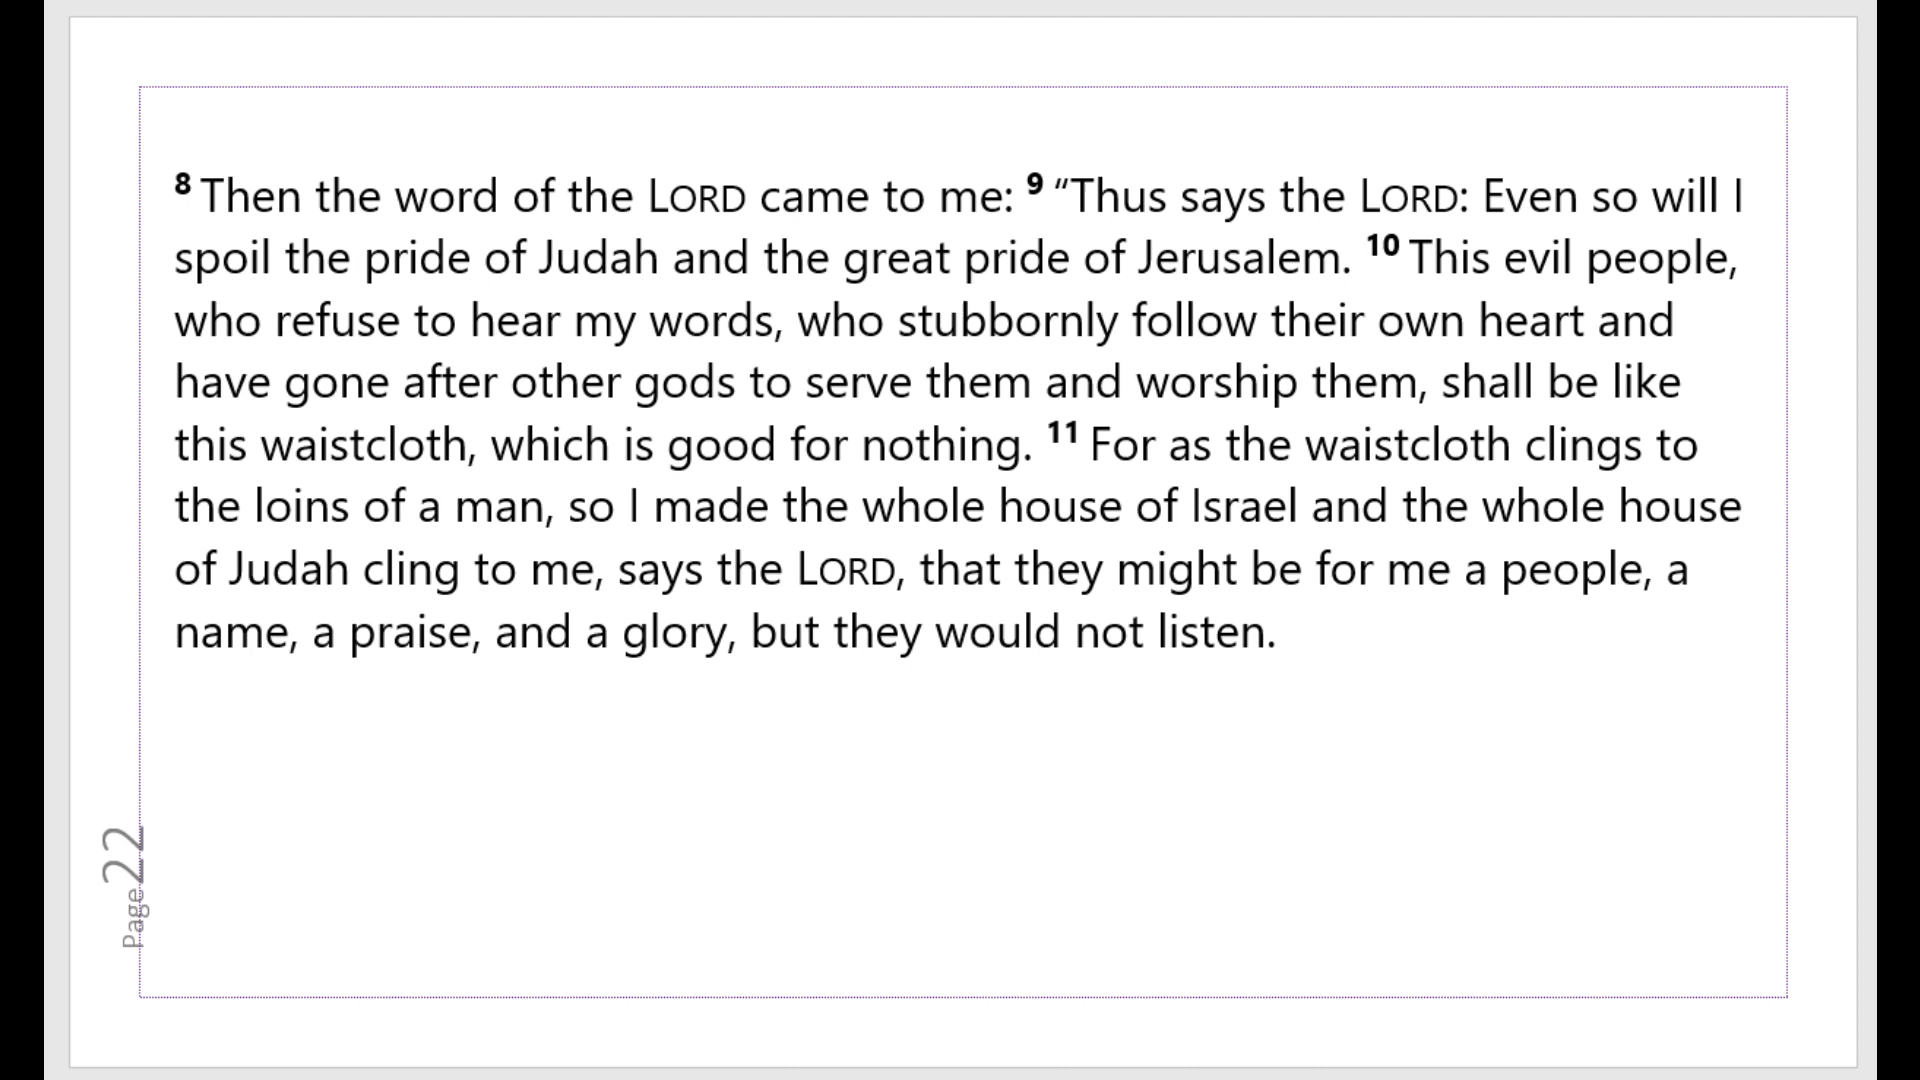 8 Then the word of the LORD came to me: 9 “Thus says the LORD: Even so will I
spoil the pride of Judah and the great pride of Jerusalem. 10 This evil people,
who refuse to hear my words, who stubbornly follow their own heart and
have gone after other gods to serve them and worship them, shall be like
this waistcloth, which is good for nothing. 11 For as the waistcloth clings to
the loins of a man, so I made the whole house of Israel and the whole house
of Judah cling to me, says the LORD, that they might be for me a people, a
name, a praise, and a glory, but they would not listen.
Page 22